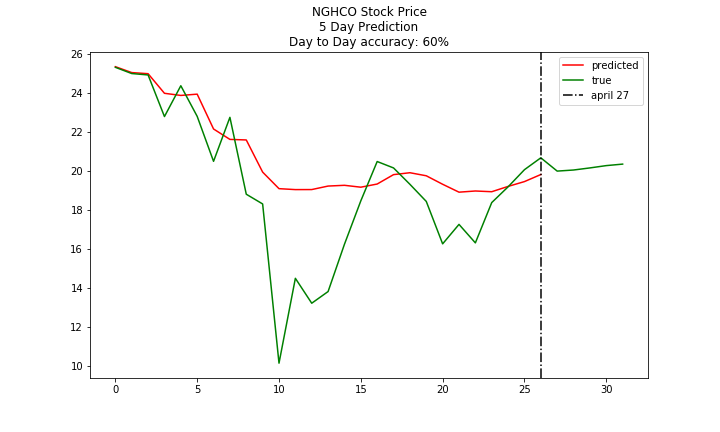 NGHCO Stock Price
5 Day Prediction
Day to Day accuracy: 60%
predicted
true
april 27
26
24
22
20
18
16
14
12
10
0
5
10
15
20
25
30